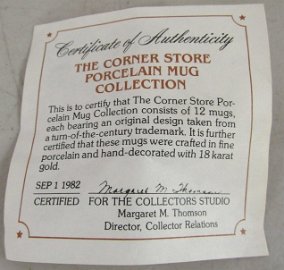 Certificate of Authenticity
THE CORNER STORE
PORCELAIN MUG
COLLECTION
This is to certify that The Corner Store Por-
celain Mug Collection consists of 12 mugs,
each bearing an original design taken from
a turn-of-the-century trademark. It is further
certified that these mugs were crafted in fine
porcelain and hand-decorated with 18 karat
gold.
SEP 1 1982 Margaret M. Thomson
CERTIFIED FOR THE COLLECTORS STUDIO
Margaret M. Thomson
Director, Collector Relations